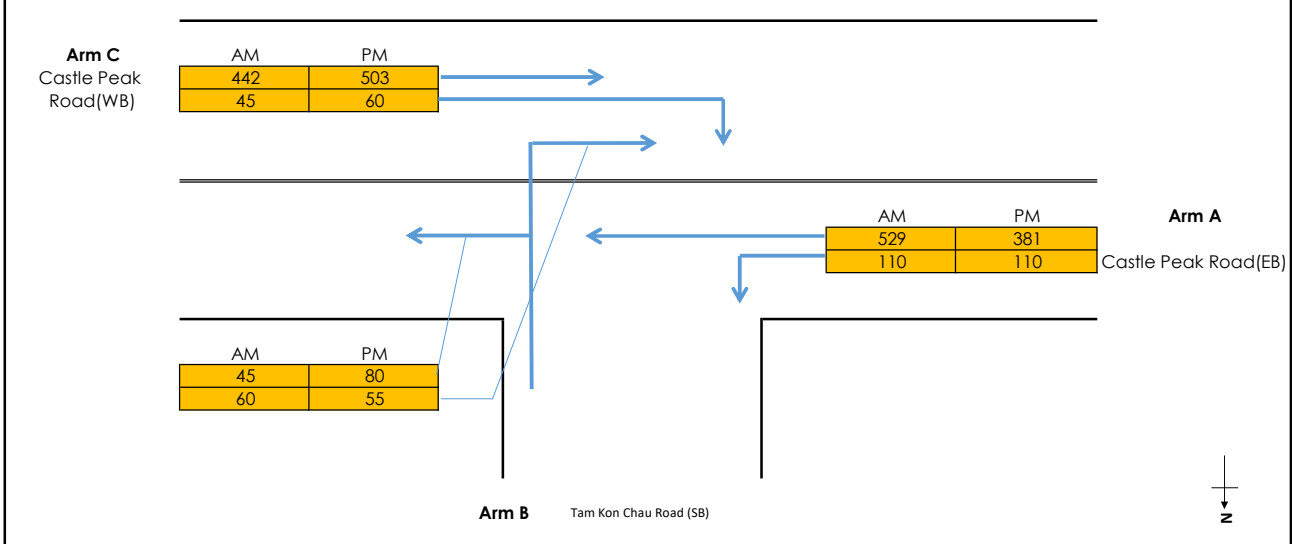 Arm C AM PM
Castle Peak 442 503
Road(WB) 45 60
AM PM Arm A
529 381
110 110 Castle Peak Road(EB)
AM PM
45 80
60 55
Arm B Tam Kon Chau Road (SB)
N